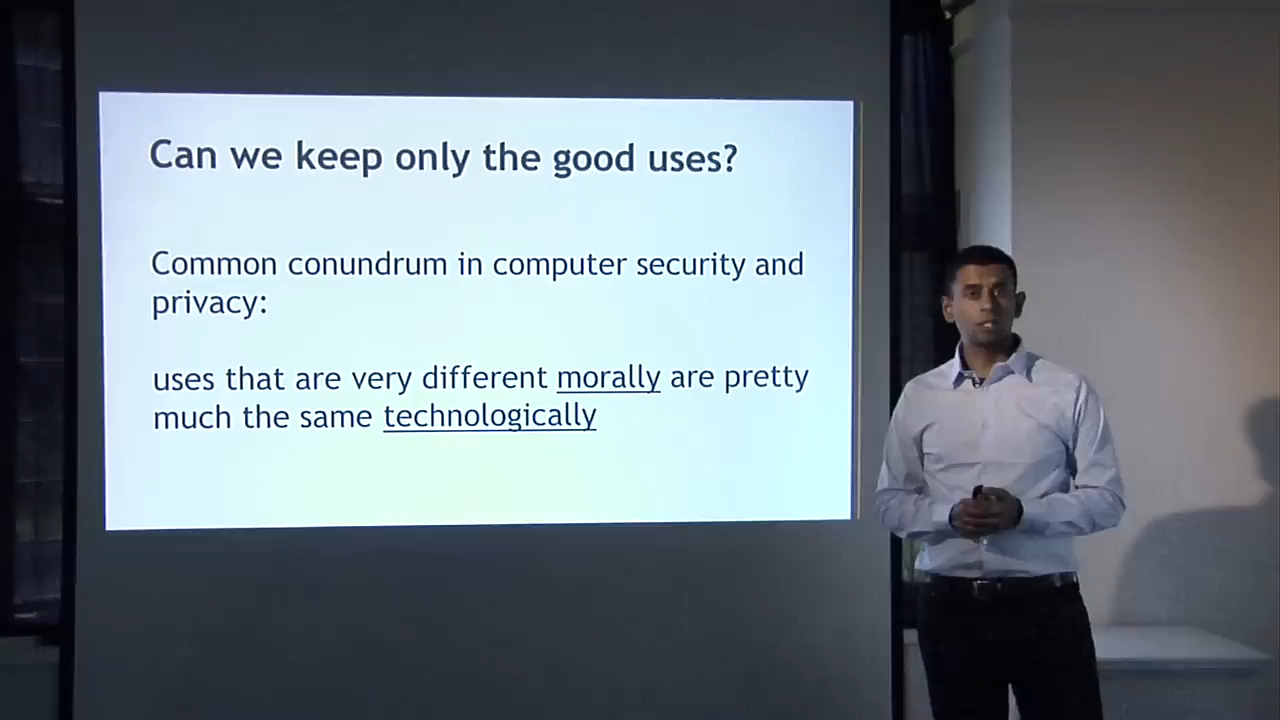 Can we keep only the good uses?
Common conundrum in computer security and
privacy:
uses that are very different morally are pretty
much the same technologically